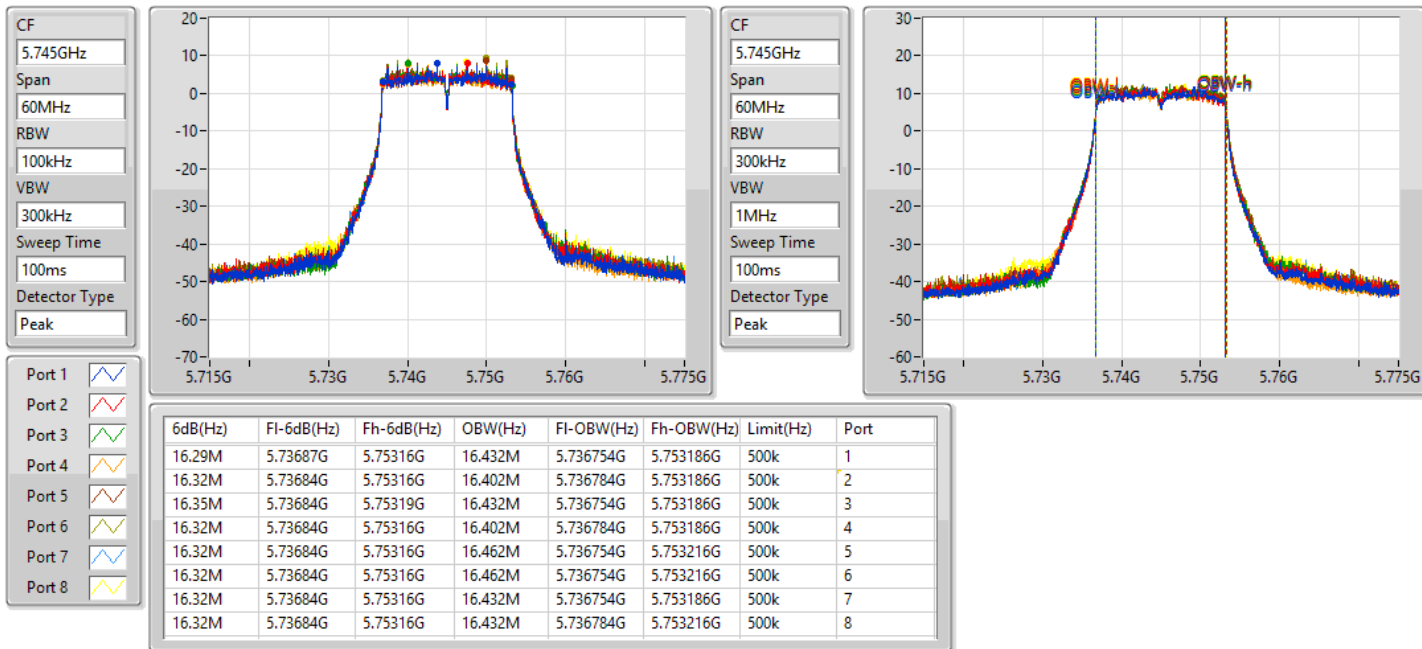 CF
5.745GHz
Span
60MHz
RBW
100kHz
VBW
300kHz
Sweep Time
100ms
Detector Type
Peak
20
10
0
-10
-20
-30
-40
-50
-60
-70
5.715G 5.73G 5.74G 5.75G 5.76G 5.775G
CF
5.745GHz
Span
60MHz
RBW
300kHz
VBW
1MHz
Sweep Time
100ms
Detector Type
Peak
30
20
10
0
-10
-20
-30
-40
-50
-60
OBW-h
5.715G 5.73G 5.74G 5.75G 5.76G 5.775G
Port 1
Port 2
Port 3
Port 4
Port 5
Port 6
Port 7
Port 8
6dB(Hz) Fl-6dB(Hz) Fh-6dB(Hz) OBW(Hz) Fl-OBW(Hz) Fh-OBW(Hz) Limit(Hz) Port
16.29M 5.73687G 5.75316G 16.432M 5.736754G 5.753186G 500k 1
16.32M 5.73684G 5.75316G 16.402M 5.736784G 5.753186G 500k 2
16.35M 5.73684G 5.75319G 16.432M 5.736754G 5.753186G 500k 3
16.32M 5.73684G 5.75316G 16.402M 5.736784G 5.753186G 500k 4
16.32M 5.73684G 5.75316G 16.462M 5.736754G 5.753216G 500k 5
16.32M 5.73684G 5.75316G 16.462M 5.736754G 5.753216G 500k 6
16.32M 5.73684G 5.75316G 16.432M 5.736754G 5.753186G 500k 7
16.32M 5.73684G 5.75316G 16.432M 5.736784G 5.753216G 500k 8